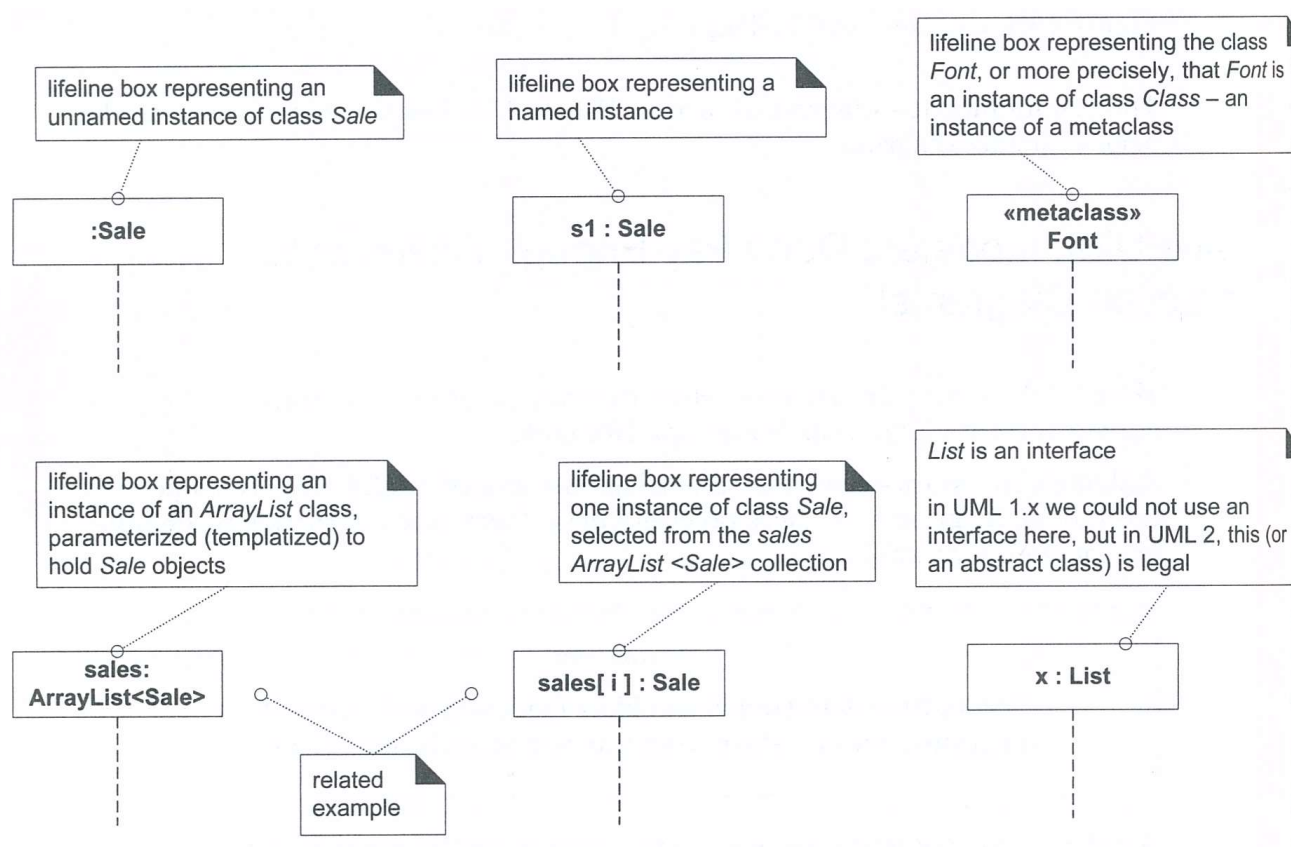 lifeline box representing an
unnamed instance of class Sale
lifeline box representing a
named instance
lifeline box representing the class
Font, or more precisely, that Font is
an instance of class Class – an
instance of a metaclass
:Sale
s1 : Sale
«metaclass»
Font
lifeline box representing an
instance of an ArrayList class,
parameterized (templatized) to
hold Sale objects
lifeline box representing
one instance of class Sale,
selected from the sales
ArrayList <Sale> collection
List is an interface
in UML 1.x we could not use an
interface here, but in UML 2, this (or
an abstract class) is legal
sales:
ArrayList<Sale>
sales[ i ] : Sale
x : List
related
example